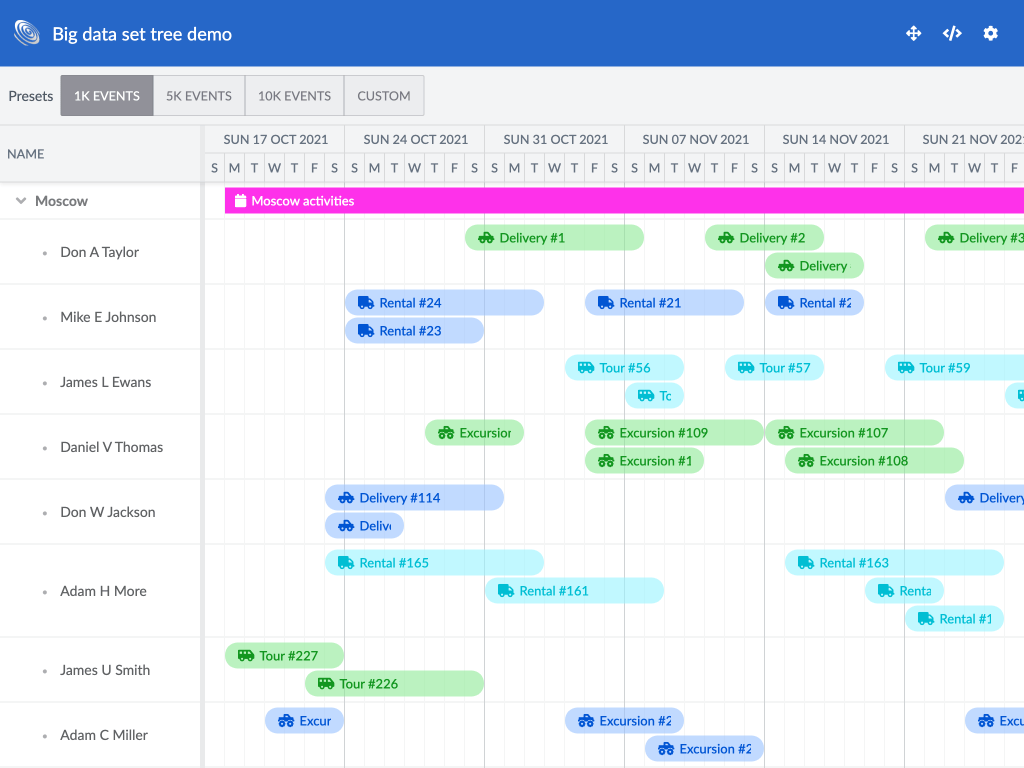 Big data set tree demo
Presets 1K EVENTS 5K EVENTS 10K EVENTS CUSTOM
NAME
SUN 17 OCT 2021 SUN 24 OCT 2021 SUN 31 OCT 2021 SUN 07 NOV 2021 SUN 14 NOV 2021 SUN 21 NOV 202
S M T W T F S S M T W T F S S M T W T F S S M T W T F S S M T W T F S S M T W T F
Moscow Moscow activities
Don A Taylor Delivery #1 Delivery #2 Delivery #3
Delivery
Mike E Johnson Rental #24 Rental #21 Rental #2
Rental #23
James L Ewans Tour #56 Tour #57 Tour #59
To
Daniel V Thomas Excursion Excursion #109 Excursion #107
Excursion #1 Excursion #108
Don W Jackson Delivery #114 Delivery
Deliv
Adam H More Rental #165 Rental #163
Rental #161 Renta
Rental #1
James U Smith Tour #227
Tour #226
Adam C Miller Excur Excursion #2 Excu
Excursion #2